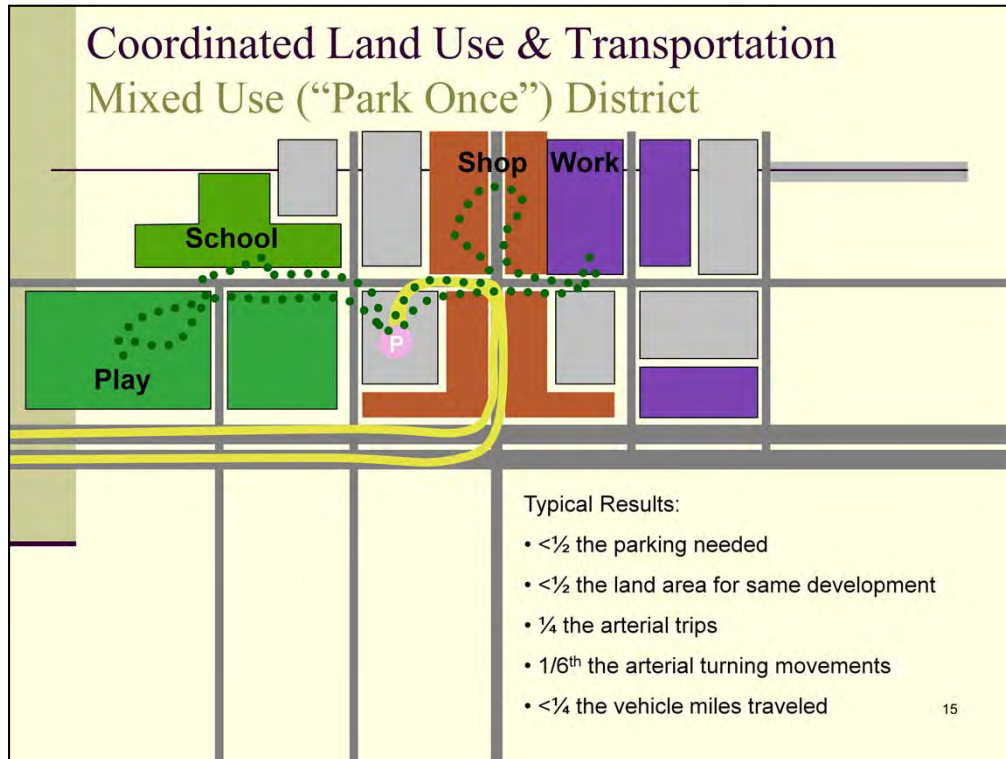 Coordinated Land Use & Transportation
Mixed Use (“Park Once”) District
Shop Work
School
P
Play
Typical Results:
• <½ the parking needed
• <½ the land area for same development
• ¼ the arterial trips
• 1/6th the arterial turning movements
• <¼ the vehicle miles traveled
15